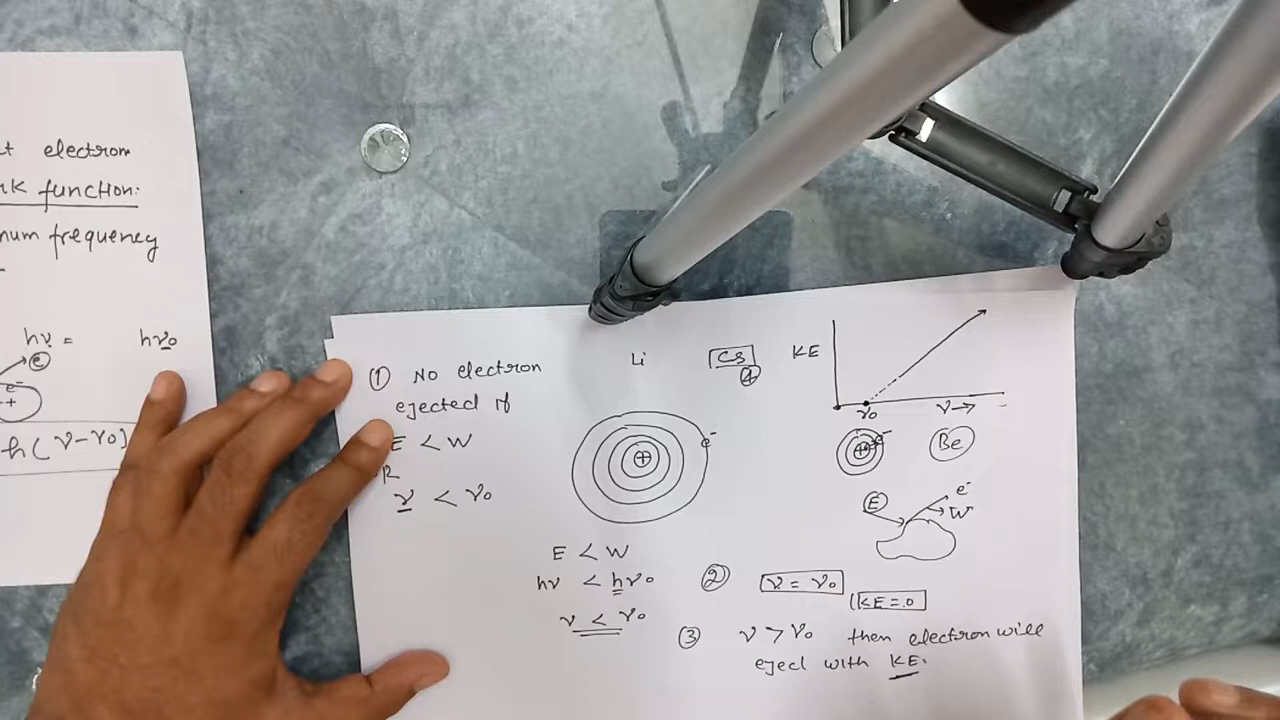 electron
function:
frequency
hν = hν₀
e
e⁻
+
h(ν-ν₀)
① No electron
ejected if
E < W
R
ν < ν₀
Li
Cs
e⁻
E < W
hν < hν₀
ν < ν₀
KE
ν₀ ν→
e⁻ Be
E e⁻
W
② ν = ν₀
KE=0
③ ν > ν₀ then electron will
eject with KE.